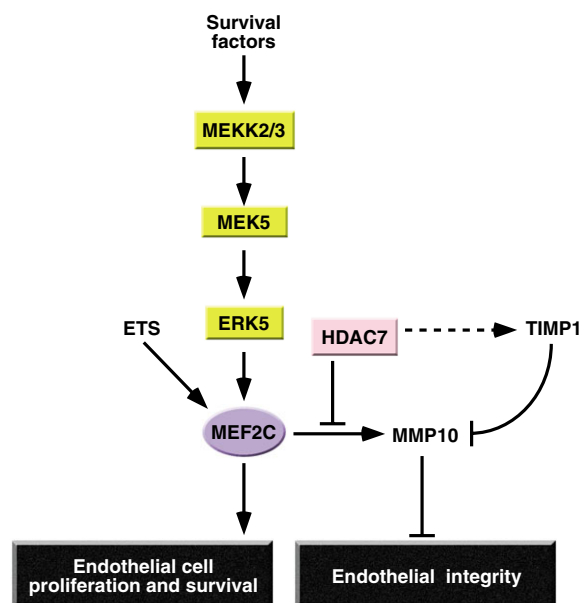 Survival
factors
MEKK2/3
MEK5
ETS
ERK5
HDAC7
TIMP1
MEF2C
MMP10
Endothelial cell
proliferation and survival
Endothelial integrity